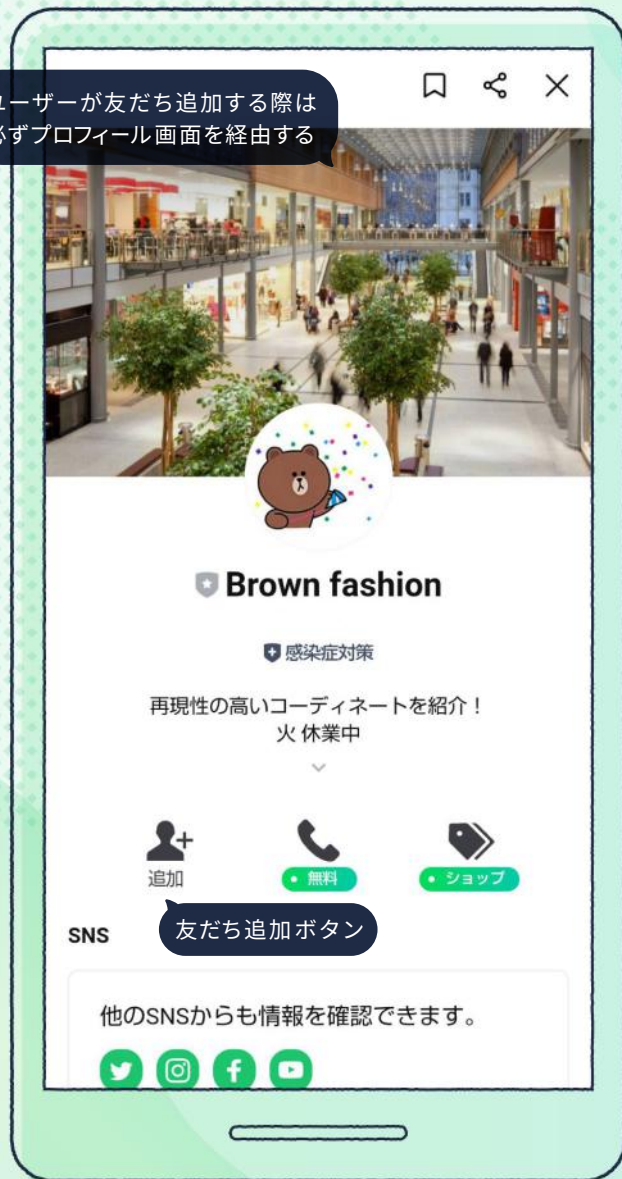 ユーザーが友だち追加する際は
必ずプロフィール画面を経由する
Brown fashion
感染症対策
再現性の高いコーディネートを紹介！
火 休業中
追加
無料
ショップ
友だち追加ボタン
SNS
他のSNSからも情報を確認できます。